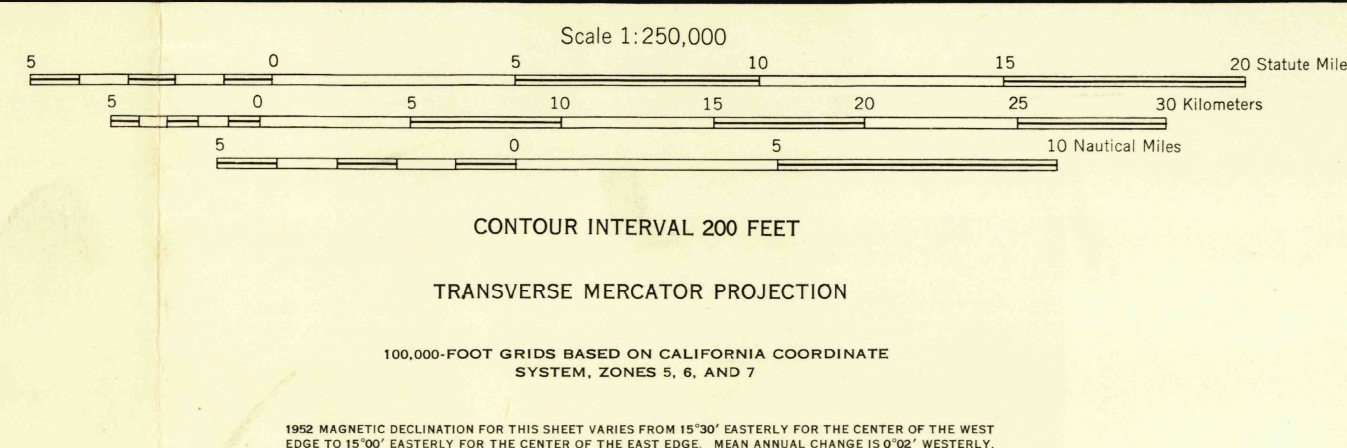 Scale 1:250,000
5 0 5 10 15 20 Statute Mile
5 0 5 10 15 20 25 30 Kilometers
5 0 5 10 Nautical Miles
CONTOUR INTERVAL 200 FEET
TRANSVERSE MERCATOR PROJECTION
100,000-FOOT GRIDS BASED ON CALIFORNIA COORDINATE
SYSTEM, ZONES 5, 6, AND 7
1952 MAGNETIC DECLINATION FOR THIS SHEET VARIES FROM 15°30′ EASTERLY FOR THE CENTER OF THE WEST
EDGE TO 15°00′ EASTERLY FOR THE CENTER OF THE EAST EDGE. MEAN ANNUAL CHANGE IS 0°02′ WESTERLY.